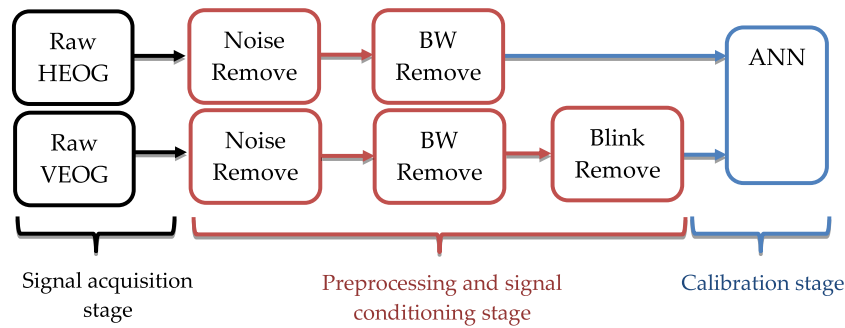 Raw
HEOG
Noise
Remove
BW
Remove
ANN
Raw
VEOG
Noise
Remove
BW
Remove
Blink
Remove
Signal acquisition
stage
Preprocessing and signal
conditioning stage
Calibration stage